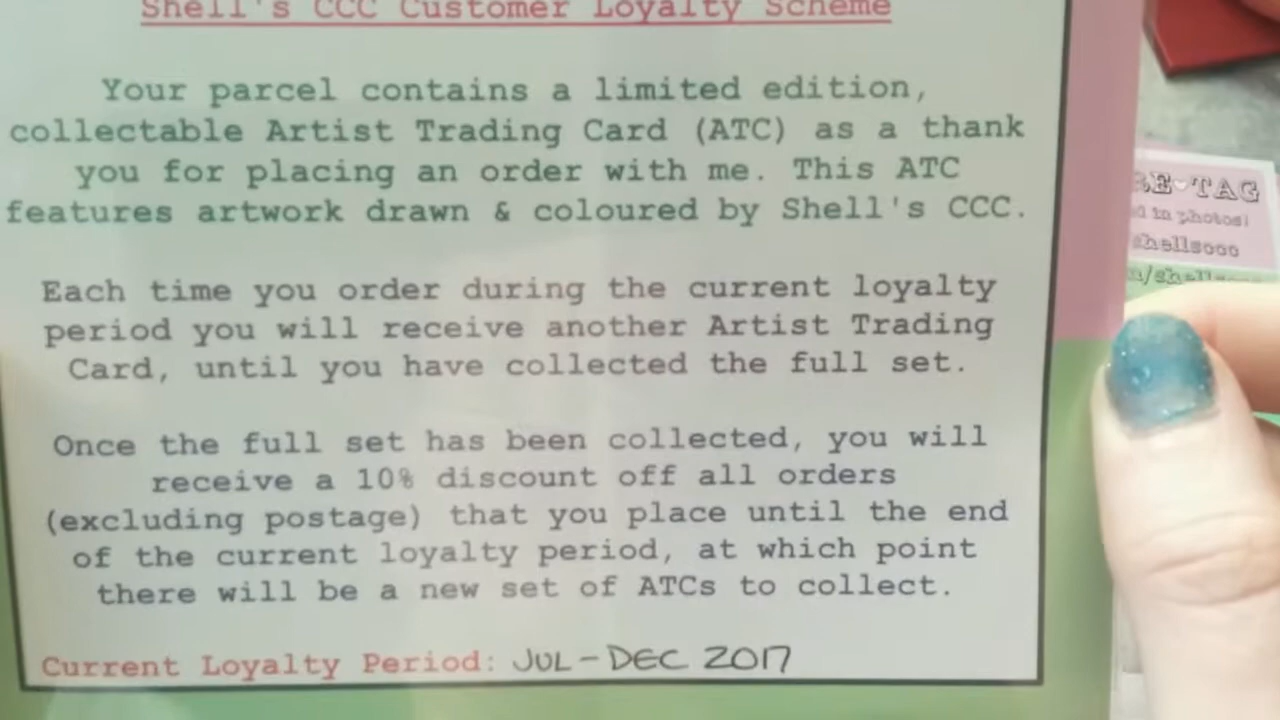 Shell's CCC Customer Loyalty Scheme
Your parcel contains a limited edition,
collectable Artist Trading Card (ATC) as a thank
you for placing an order with me. This ATC
features artwork drawn & coloured by Shell's CCC.
Each time you order during the current loyalty
period you will receive another Artist Trading
Card, until you have collected the full set.
Once the full set has been collected, you will
receive a 10% discount off all orders
(excluding postage) that you place until the end
of the current loyalty period, at which point
there will be a new set of ATCs to collect.
Current Loyalty Period: JUL-DEC 2017
TAG
in photos!
shellsccc